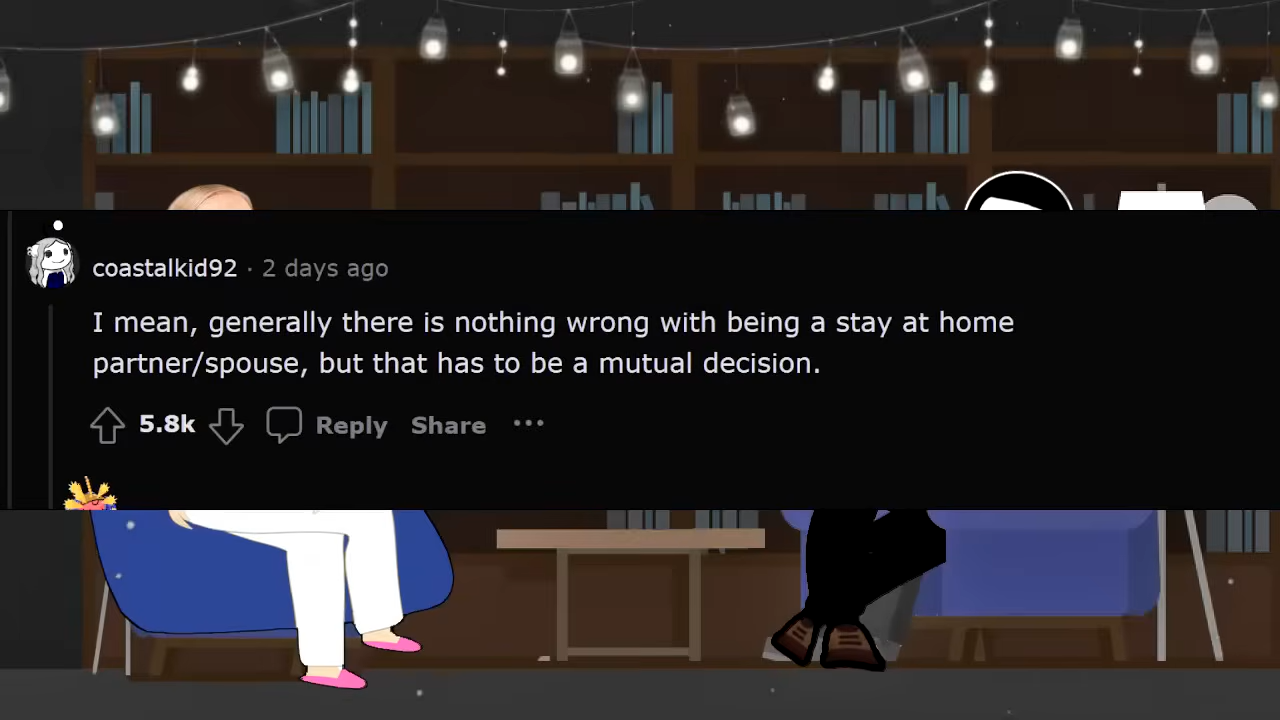 coastalkid92 · 2 days ago
I mean, generally there is nothing wrong with being a stay at home
partner/spouse, but that has to be a mutual decision.
5.8k Reply Share ···